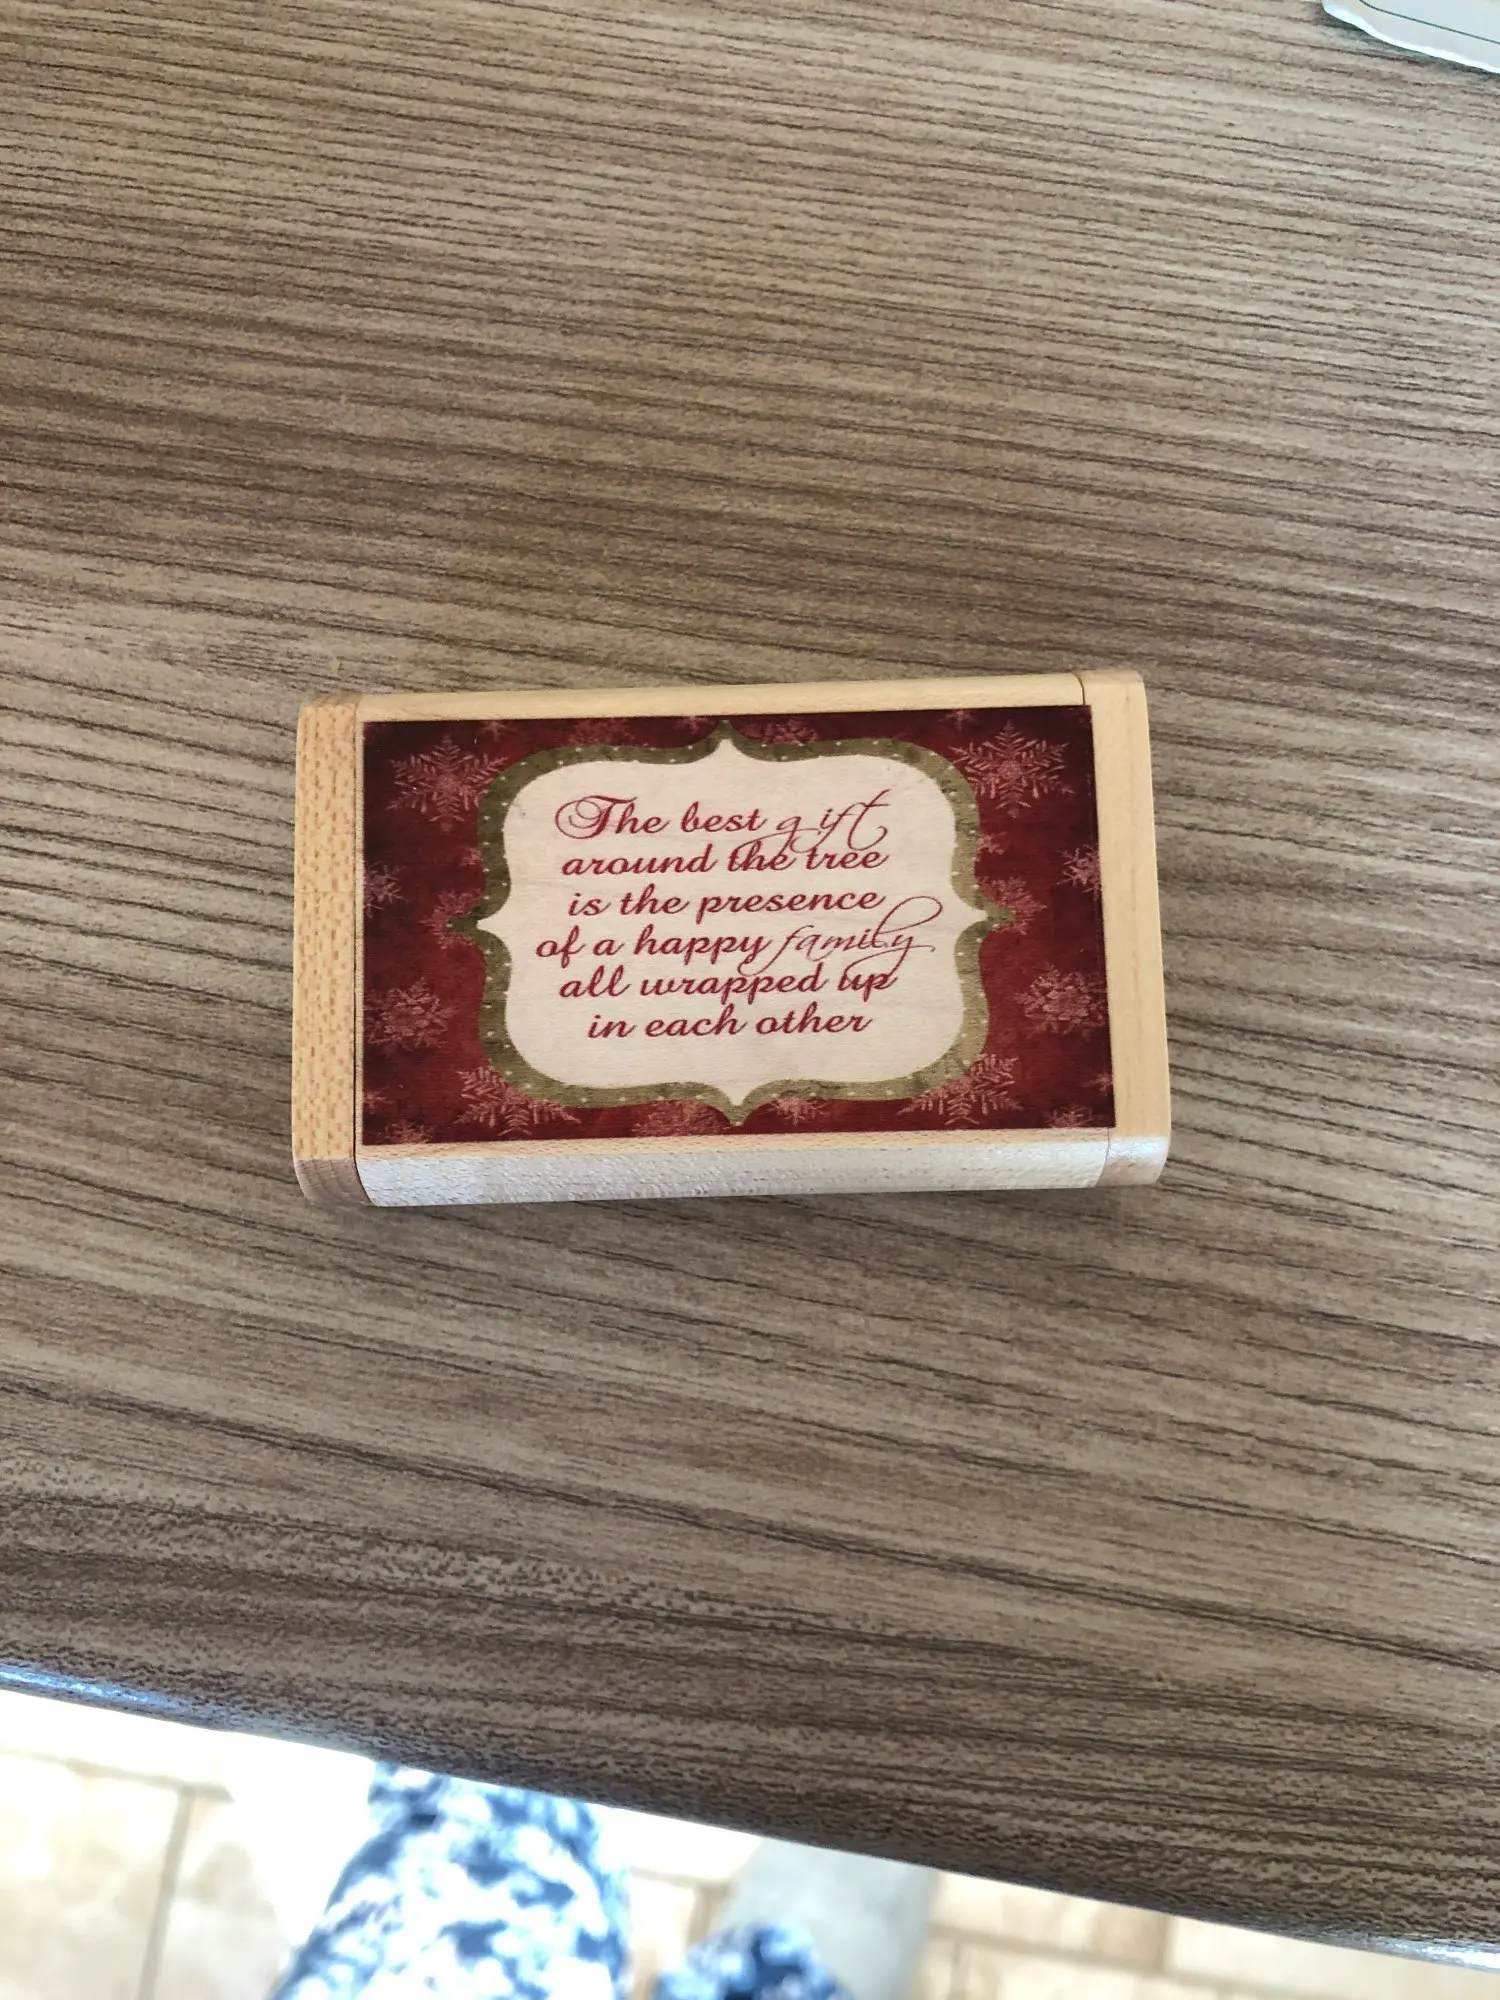 The best gift
around the tree
is the presence
of a happy family
all wrapped up
in each other